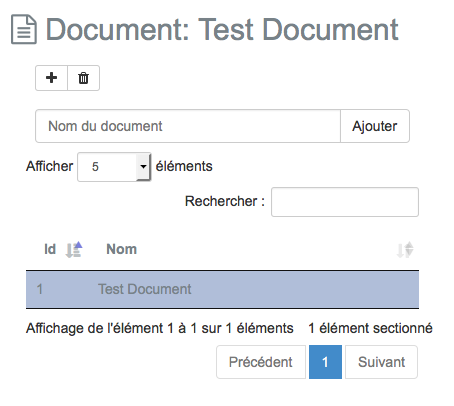 Document: Test Document
Nom du document Ajouter
Afficher 5 éléments
Rechercher :
Id Nom
1 Test Document
Affichage de l'élément 1 à 1 sur 1 éléments 1 élément sectionné
Précédent 1 Suivant